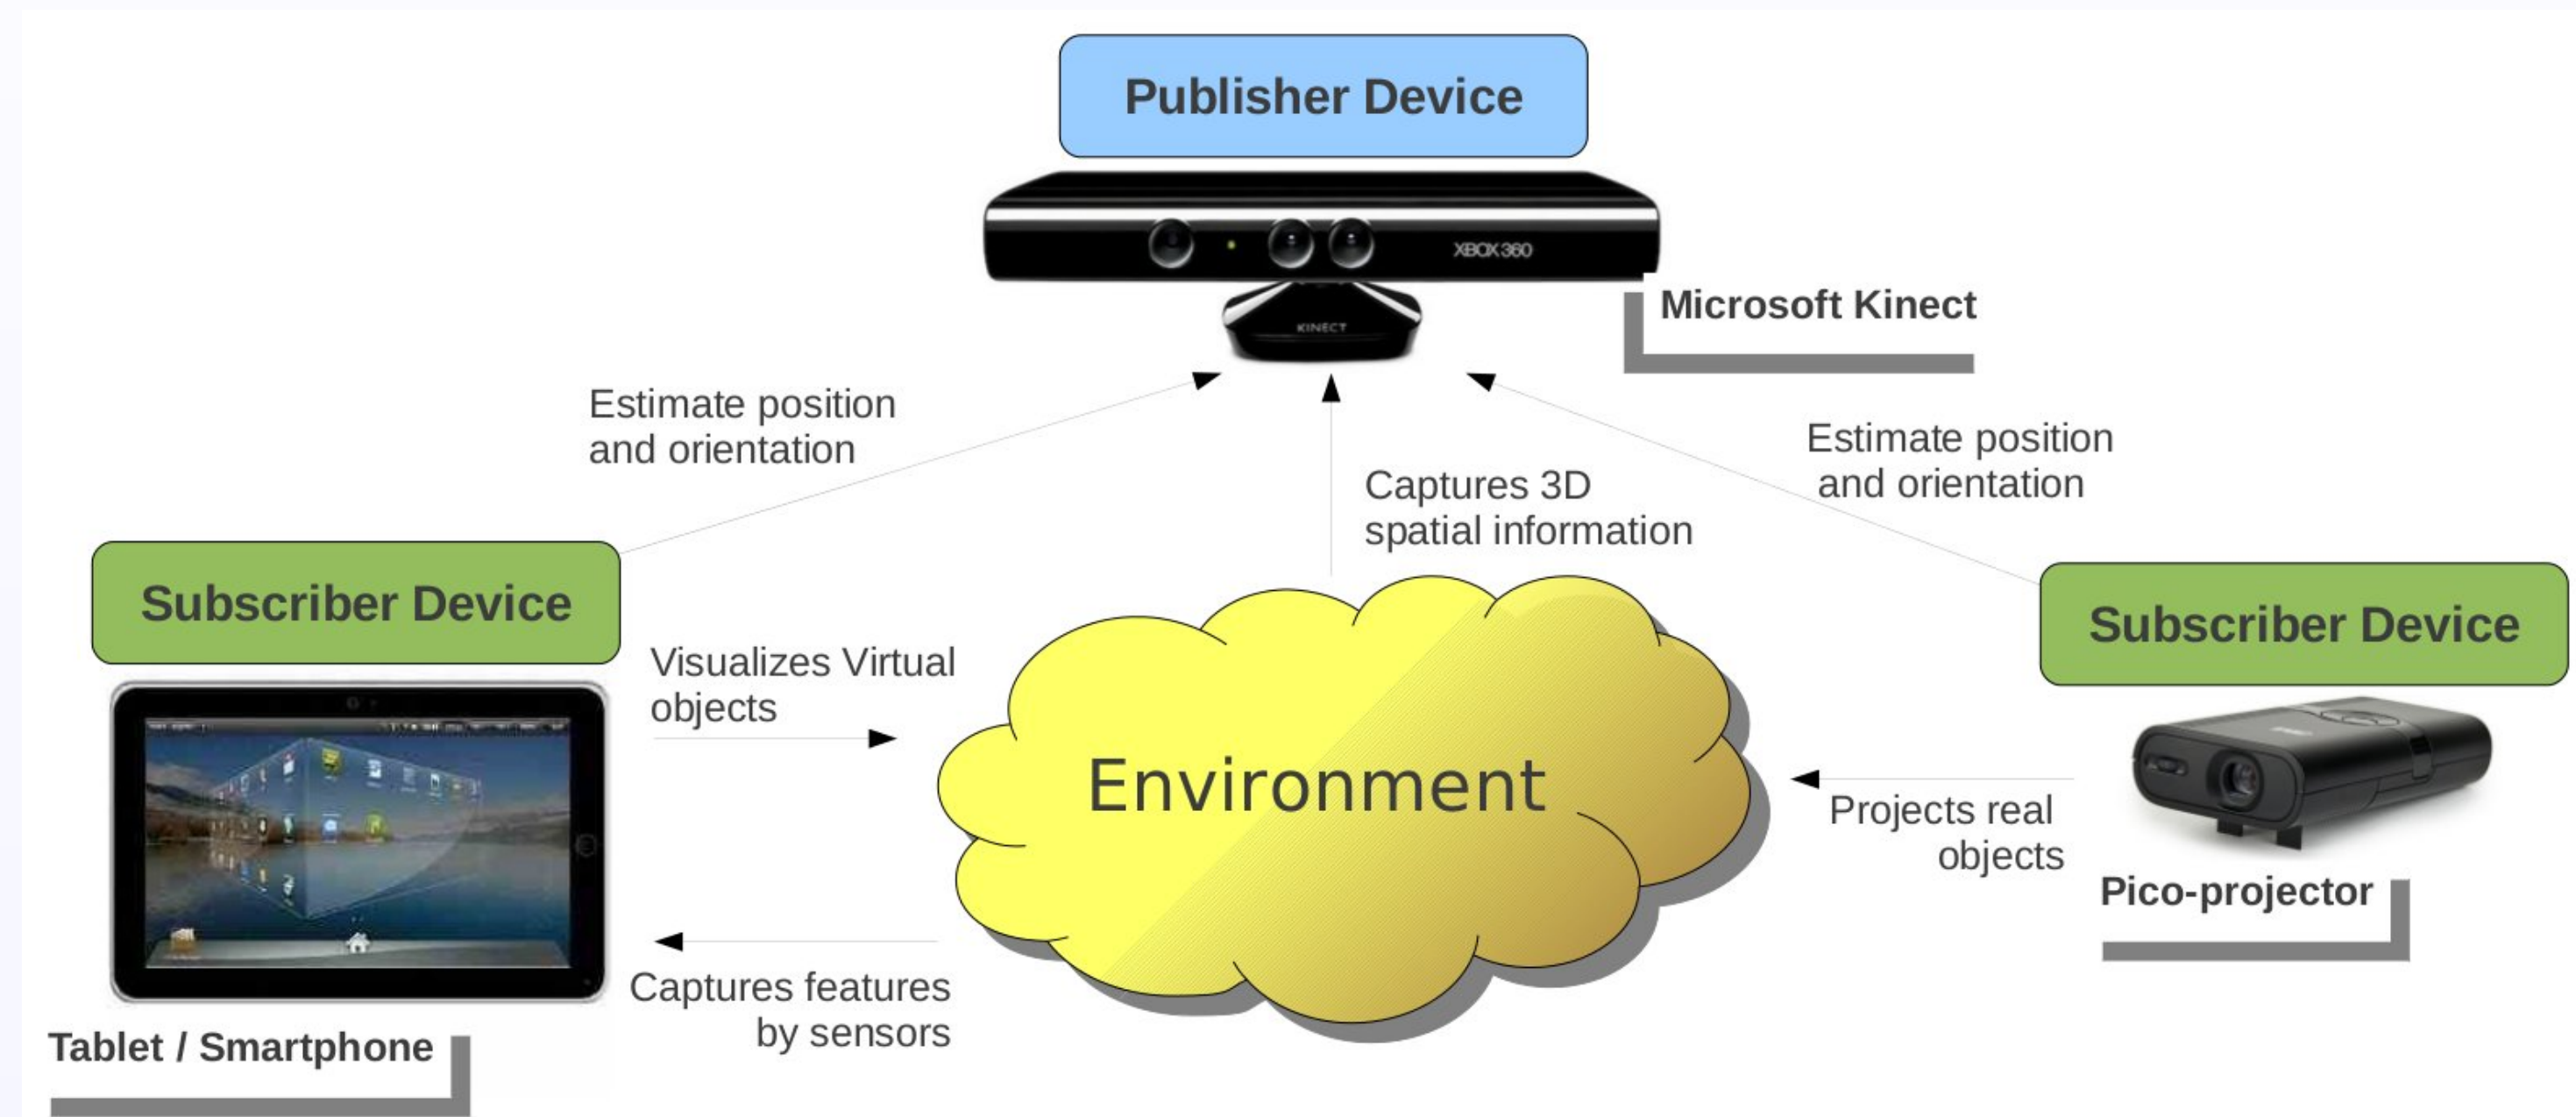 Publisher Device
XBOX 360
KINECT
Microsoft Kinect
Estimate position
and orientation
Estimate position
and orientation
Captures 3D
spatial information
Subscriber Device
Subscriber Device
Visualizes Virtual
objects
Environment
Projects real
objects
Pico-projector
Captures features
by sensors
Tablet / Smartphone